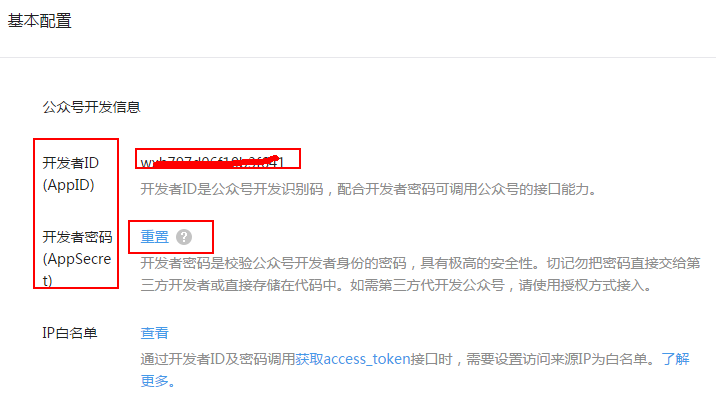 基本配置
公众号开发信息
开发者ID
(AppID)
开发者ID是公众号开发识别码，配合开发者密码可调用公众号的接口能力。
开发者密码
(AppSecre
t)
重置 ?
开发者密码是校验公众号开发者身份的密码，具有极高的安全性。切记勿把密码直接交给第
三方开发者或直接存储在代码中。如需第三方代开发公众号，请使用授权方式接入。
IP白名单
查看
通过开发者ID及密码调用获取access_token接口时，需要设置访问来源IP为白名单。了解
更多。